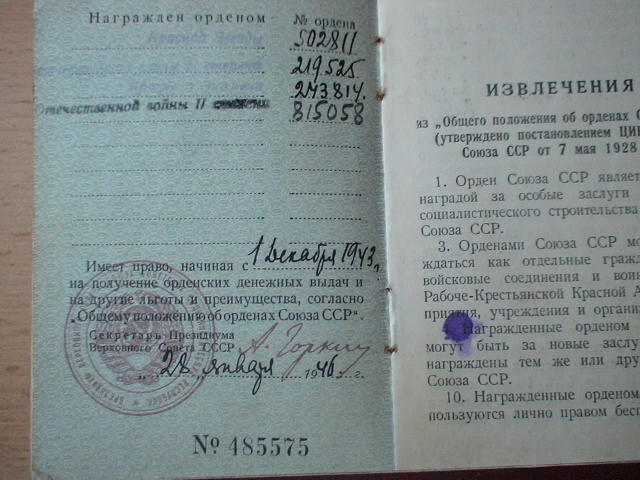 Награжден орденом № ордена
502811
219525
243814
Отечественной войны II степени 815058
Имеет право, начиная с 1 Декабря 1943 г.
на получение орденских денежных выдач и
на другие льготы и преимущества, согласно
„Общему положению об орденах Союза ССР“.
Секретарь Президиума
Верховного Совета СССР А. Горкин
„ 28 „ января 1946 г.
№ 485575
ИЗВЛЕЧЕНИЯ
из „Общего положения об орденах С
(утверждено постановлением ЦИК
Союза ССР от 7 мая 1928
1. Орден Союза ССР являет
наградой за особые заслуги
социалистического строительства
Союза ССР.
3. Орденами Союза ССР мо
ждаться как отдельные гражд
войсковые соединения и воин
Рабоче-Крестьянской Красной А
приятия, учреждения и органи
Награжденные орденом
могут быть за новые заслу
награждены тем же или дру
Союза ССР.
10. Награжденные орденом
пользуются лично правом бесп